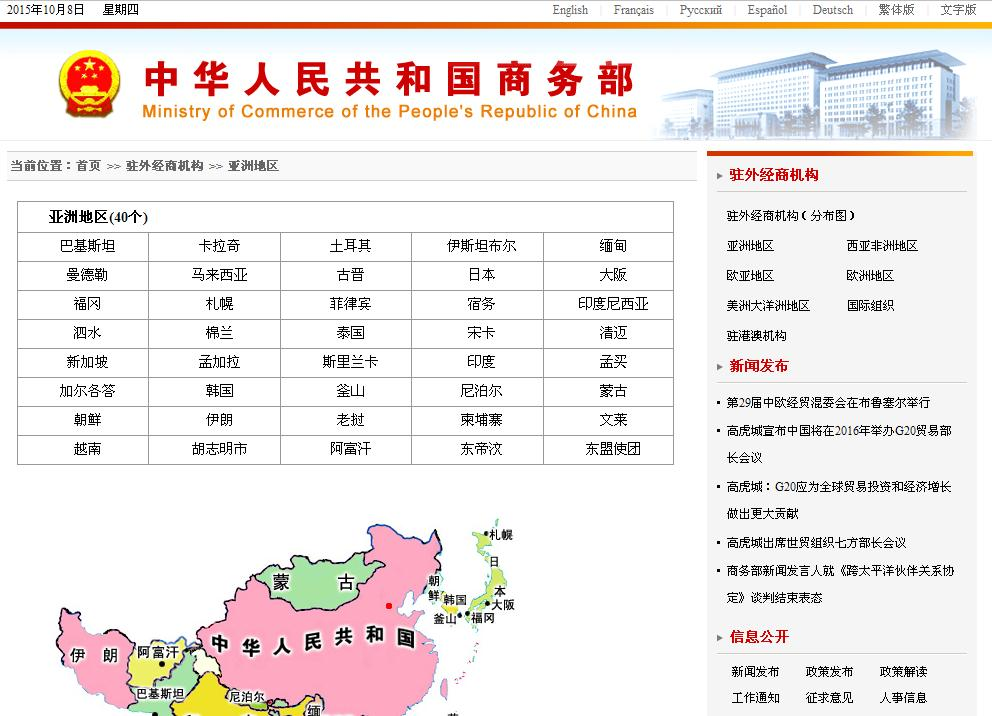 2015年10月8日 星期四
English Français Русский Español Deutsch 繁体版 文字版
中华人民共和国商务部
Ministry of Commerce of the People's Republic of China
当前位置：首页 >> 驻外经商机构 >> 亚洲地区
亚洲地区(40个)
巴基斯坦 卡拉奇 土耳其 伊斯坦布尔 缅甸
曼德勒 马来西亚 古晋 日本 大阪
福冈 札幌 菲律宾 宿务 印度尼西亚
泗水 棉兰 泰国 宋卡 清迈
新加坡 孟加拉 斯里兰卡 印度 孟买
加尔各答 韩国 釜山 尼泊尔 蒙古
朝鲜 伊朗 老挝 柬埔寨 文莱
越南 胡志明市 阿富汗 东帝汶 东盟使团
札幌
日
本
蒙 古
朝
鲜
韩国
大阪
釜山
福冈
中华人民共和国
伊朗
阿富汗
巴基斯坦
尼泊尔
缅
驻外经商机构
驻外经商机构（分布图）
亚洲地区 西亚非洲地区
欧亚地区 欧洲地区
美洲大洋洲地区 国际组织
驻港澳机构
新闻发布
第29届中欧经贸混委会在布鲁塞尔举行
高虎城宣布中国将在2016年举办G20贸易部
长会议
高虎城：G20应为全球贸易投资和经济增长
做出更大贡献
高虎城出席世贸组织七方部长会议
商务部新闻发言人就《跨太平洋伙伴关系协
定》谈判结束表态
信息公开
新闻发布 政策发布 政策解读
工作通知 征求意见 人事信息